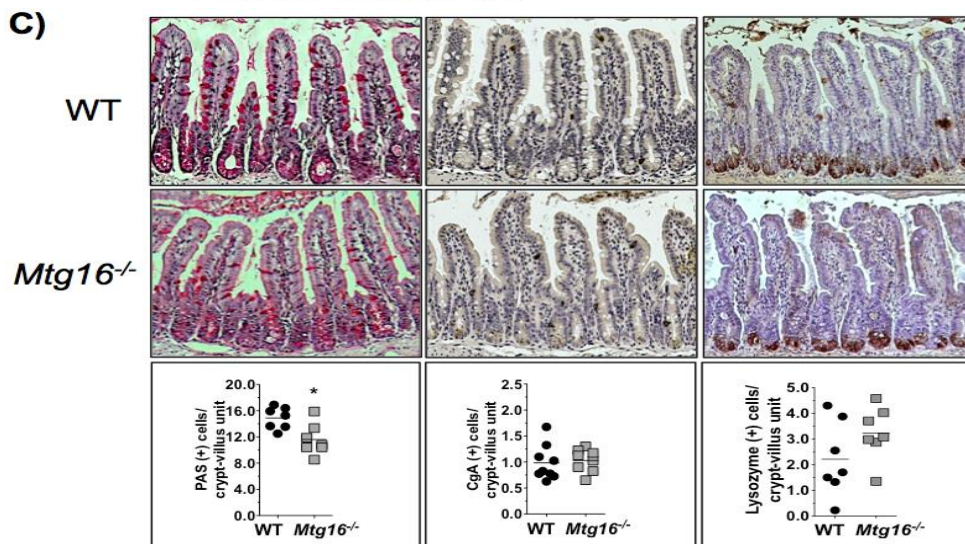 C)
WT
Mtg16-/-
PAS (+) cells/
crypt-villus unit
20.0
16.0
12.0
8.0
4.0
0.0
*
WT Mtg16-/-
CgA (+) cells/
crypt-villus unit
2.5
2.0
1.5
1.0
0.5
0.0
WT Mtg16-/-
Lysozyme (+) cells/
crypt-villus unit
5.0
4.0
3.0
2.0
1.0
0.0
WT Mtg16-/-